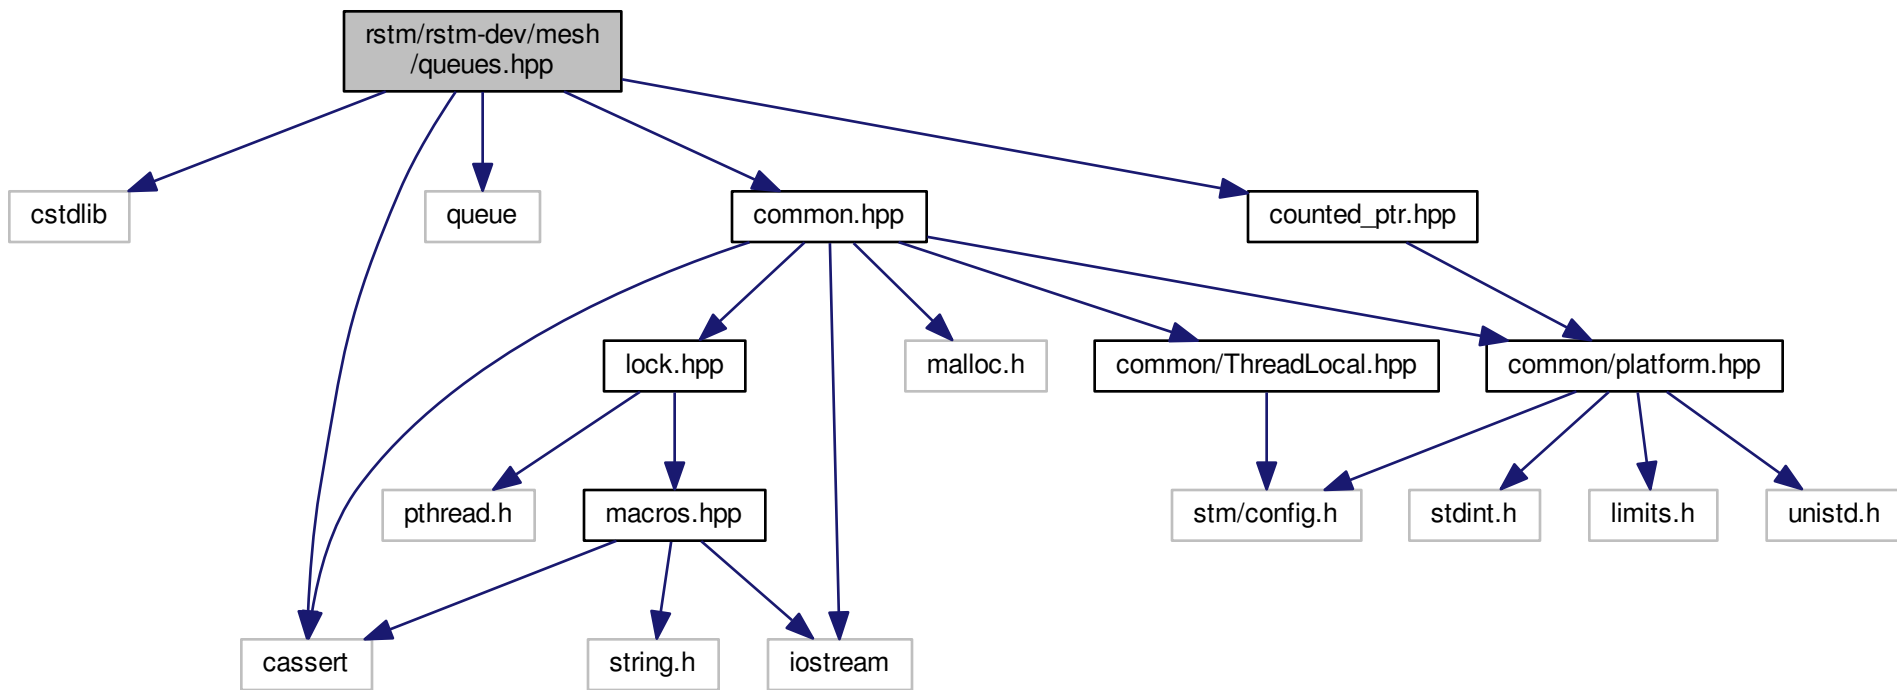 rstm/rstm-dev/mesh
/queues.hpp
cstdlib
queue
common.hpp
counted_ptr.hpp
lock.hpp
malloc.h
common/ThreadLocal.hpp
common/platform.hpp
pthread.h
macros.hpp
stm/config.h
stdint.h
limits.h
unistd.h
cassert
string.h
iostream